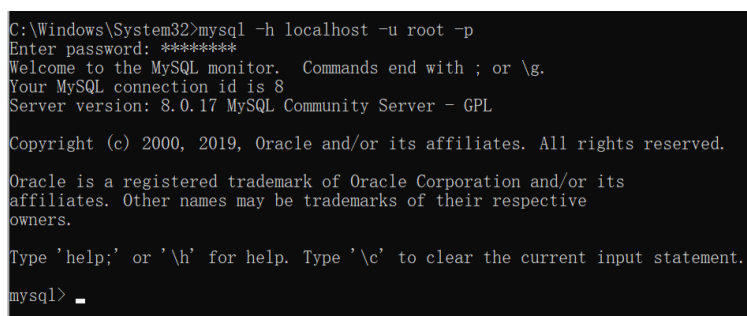 C:\Windows\System32>mysql -h localhost -u root -p
Enter password: ********
Welcome to the MySQL monitor.  Commands end with ; or \g.
Your MySQL connection id is 8
Server version: 8.0.17 MySQL Community Server - GPL
Copyright (c) 2000, 2019, Oracle and/or its affiliates. All rights reserved.
Oracle is a registered trademark of Oracle Corporation and/or its
affiliates. Other names may be trademarks of their respective
owners.
Type 'help;' or '\h' for help. Type '\c' to clear the current input statement.
mysql>